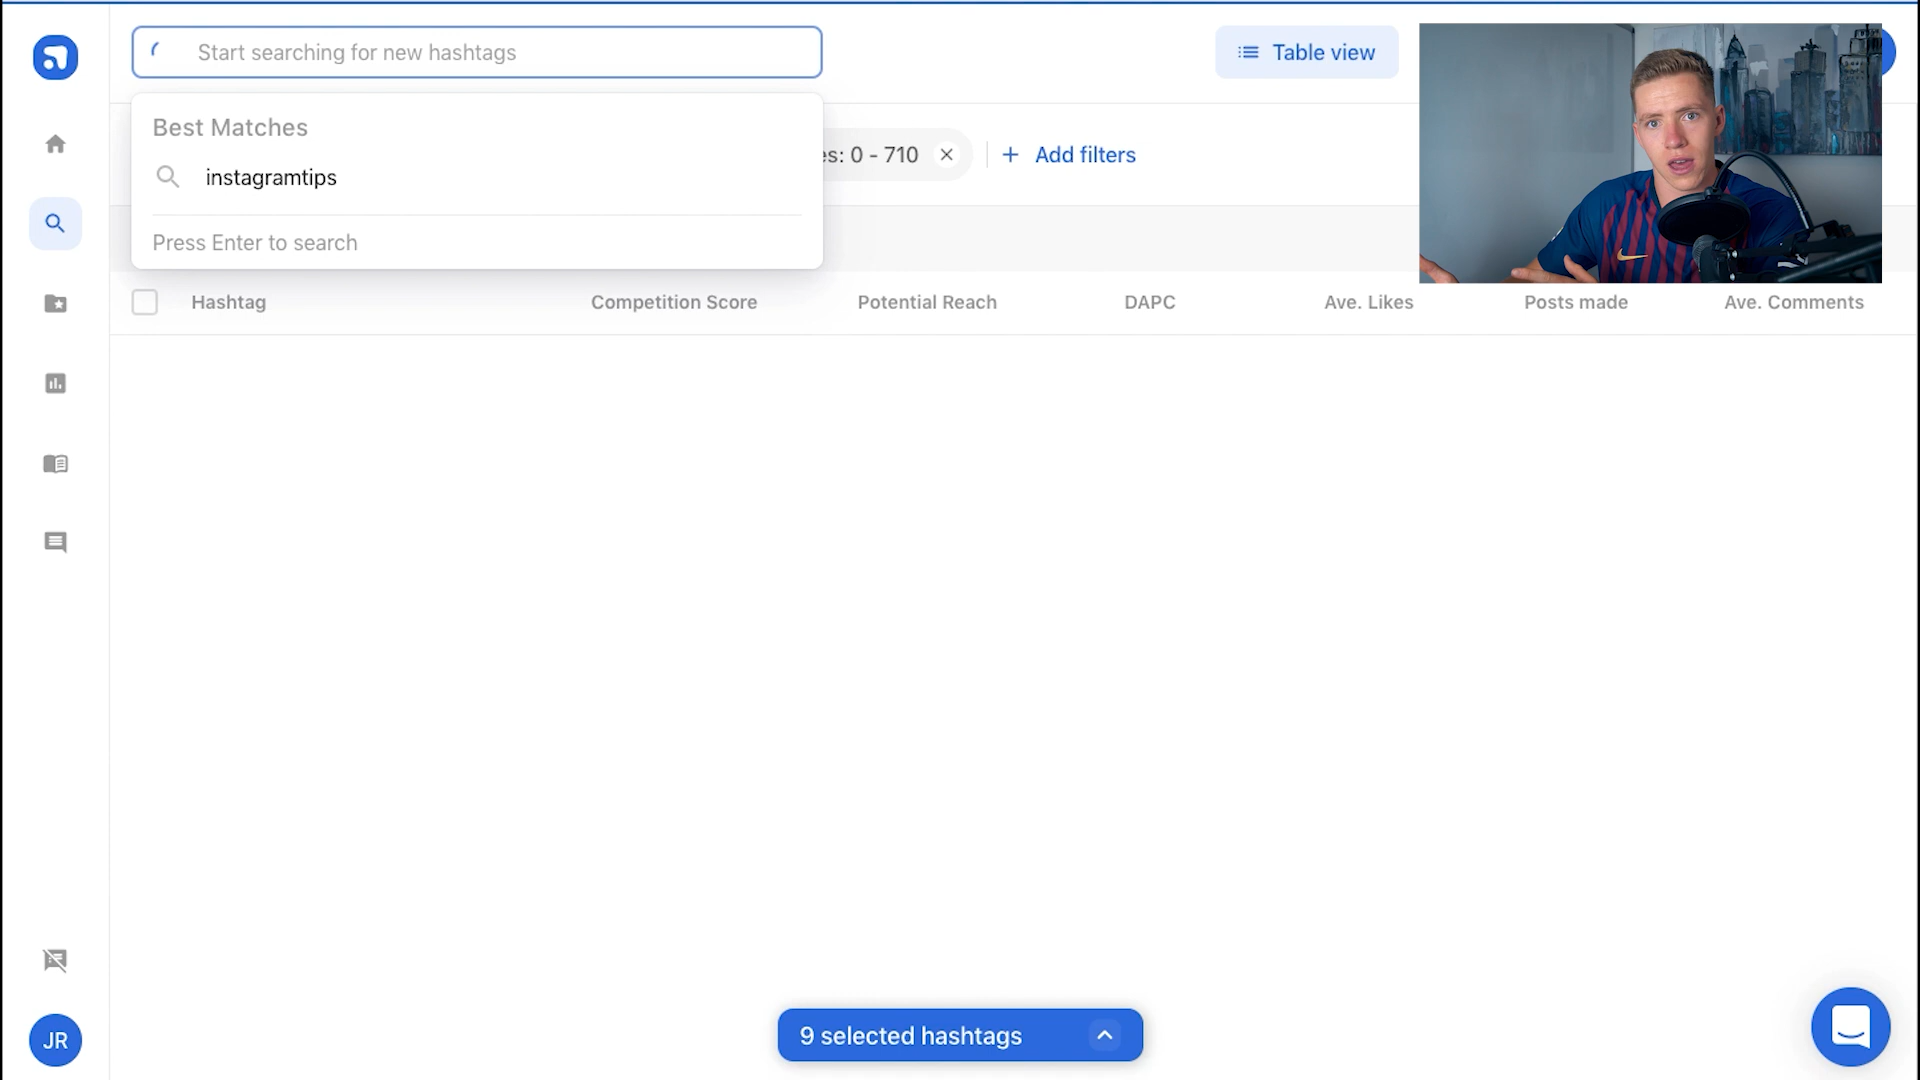 Start searching for new hashtags
Table view
Best Matches
instagramtips
Press Enter to search
es: 0 - 710
+ Add filters
Hashtag
Competition Score
Potential Reach
DAPC
Ave. Likes
Posts made
Ave. Comments
9 selected hashtags
JR